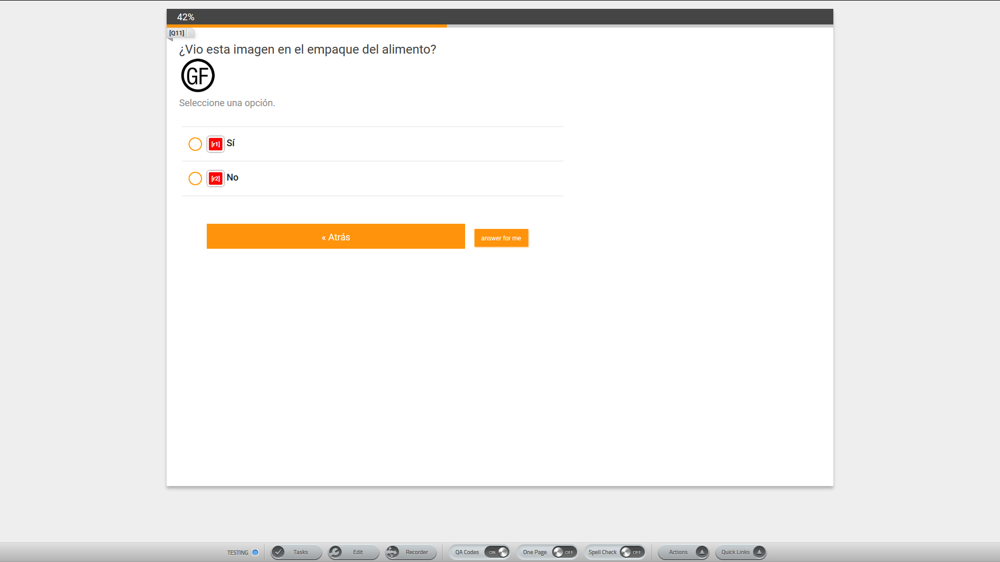 42%
[Q11]
¿Vio esta imagen en el empaque del alimento?
GF
Seleccione una opción.
[r1] Sí
[r2] No
« Atrás
answer for me
TESTING Tasks Edit Recorder QA Codes ON One Page OFF Spell Check OFF Actions Quick Links